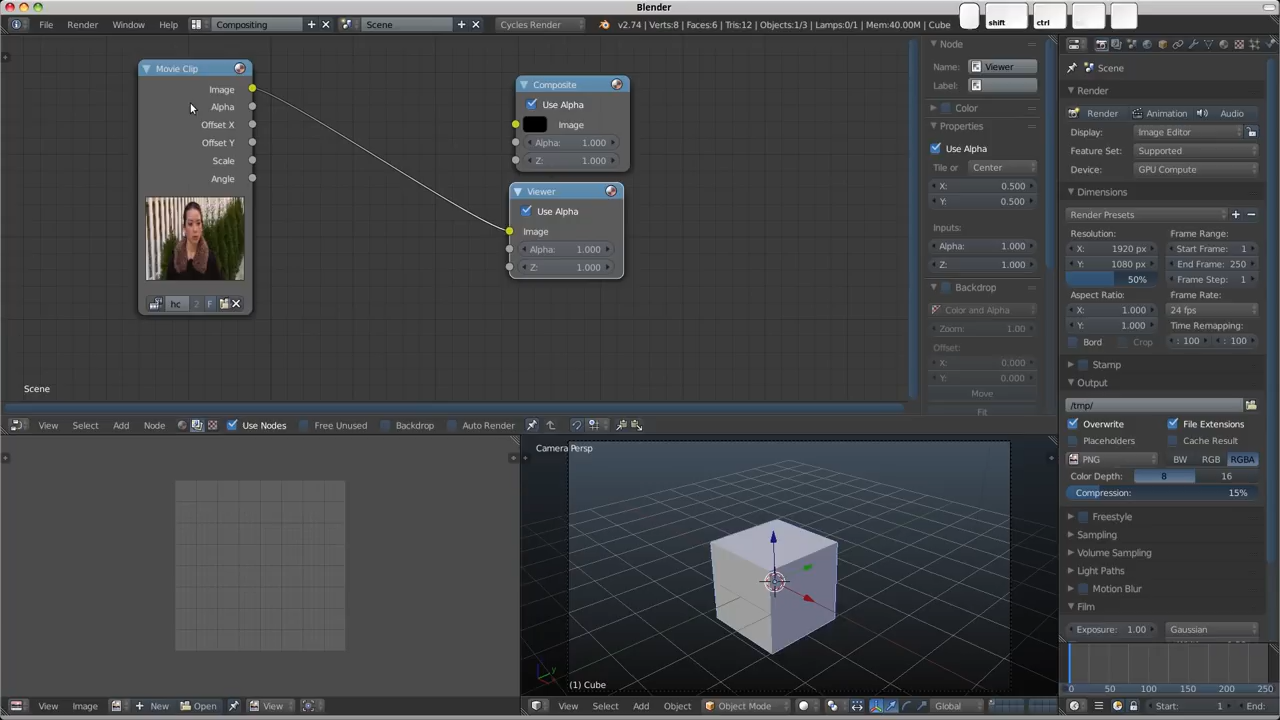 Blender
File Render Window Help Compositing Scene Cycles Render v2.74 | Verts:8 | Faces:6 | Tris:12 | Objects:1/3 | Lamps:0/1 | Mem:40.00M | Cube
shift ctrl
Movie Clip
Image
Alpha
Offset X
Offset Y
Scale
Angle
hc 2 F
Composite
Use Alpha
Image
Alpha: 1.000
Z: 1.000
Viewer
Use Alpha
Image
Alpha: 1.000
Z: 1.000
Scene
Node
Name: Viewer
Label:
Color
Properties
Use Alpha
Tile or Center
X: 0.500
Y: 0.500
Inputs:
Alpha: 1.000
Z: 1.000
Backdrop
Color and Alpha
Zoom: 1.00
Offset:
X: 0.000
Y: 0.000
Move
Fit
View Select Add Node Use Nodes Free Unused Backdrop Auto Render
Camera Persp
(1) Cube
View Image New Open View
View Select Add Object Object Mode Global
Scene
Render
Render Animation Audio
Display: Image Editor
Feature Set: Supported
Device: GPU Compute
Dimensions
Render Presets
Resolution: Frame Range:
X: 1920 px Start Frame: 1
Y: 1080 px End Frame: 250
50% Frame Step: 1
Aspect Ratio: Frame Rate:
X: 1.000 24 fps
Y: 1.000 Time Remapping:
Bord Crop : 100 : 100
Stamp
Output
/tmp/
Overwrite File Extensions
Placeholders Cache Result
PNG BW RGB RGBA
Color Depth: 8 16
Compression: 15%
Freestyle
Sampling
Volume Sampling
Light Paths
Motion Blur
Film
Exposure: 1.00 Gaussian
0 50 100 150 200 250
Start: 1 End: